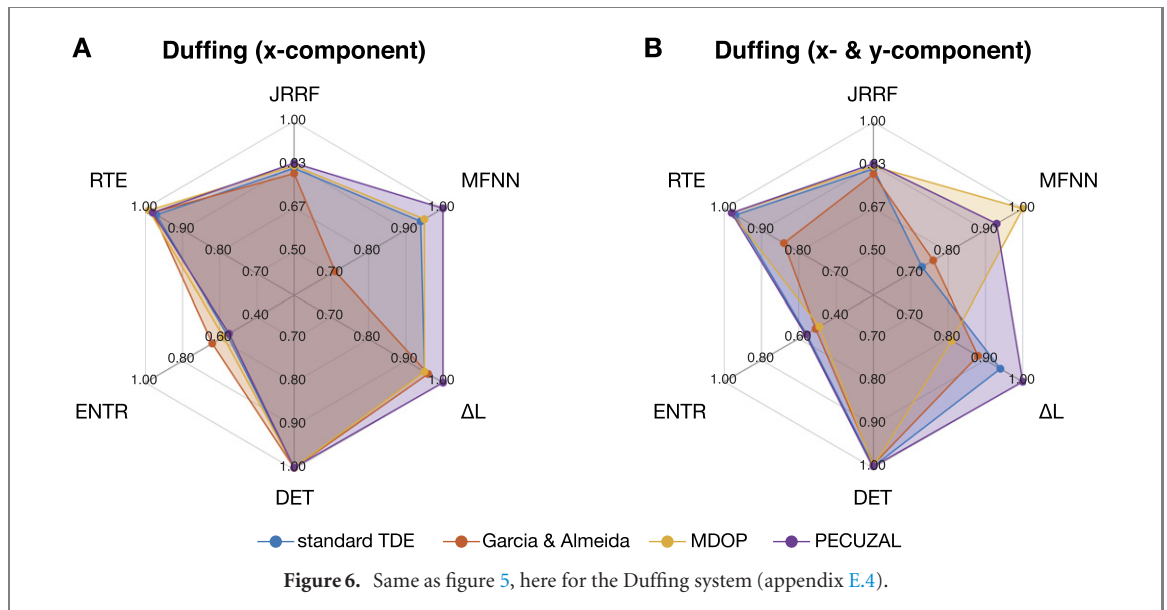 A Duffing (x-component)
JRRF
1.00
0.83
0.67
0.50
MFNN
1.00
0.90
0.80
0.70
RTE
1.00
0.90
0.80
0.70
ENTR
1.00
0.80
0.60
0.40
DET
1.00
0.90
0.80
0.70
ΔL
1.00
0.90
0.80
B Duffing (x- & y-component)
JRRF
1.00
0.83
0.67
0.50
MFNN
1.00
0.90
0.80
0.70
RTE
1.00
0.90
0.80
0.70
ENTR
1.00
0.80
0.60
0.40
DET
1.00
0.90
0.80
0.70
ΔL
1.00
0.90
0.80
standard TDE Garcia & Almeida MDOP PECUZAL
Figure 6. Same as figure 5, here for the Duffing system (appendix E.4).